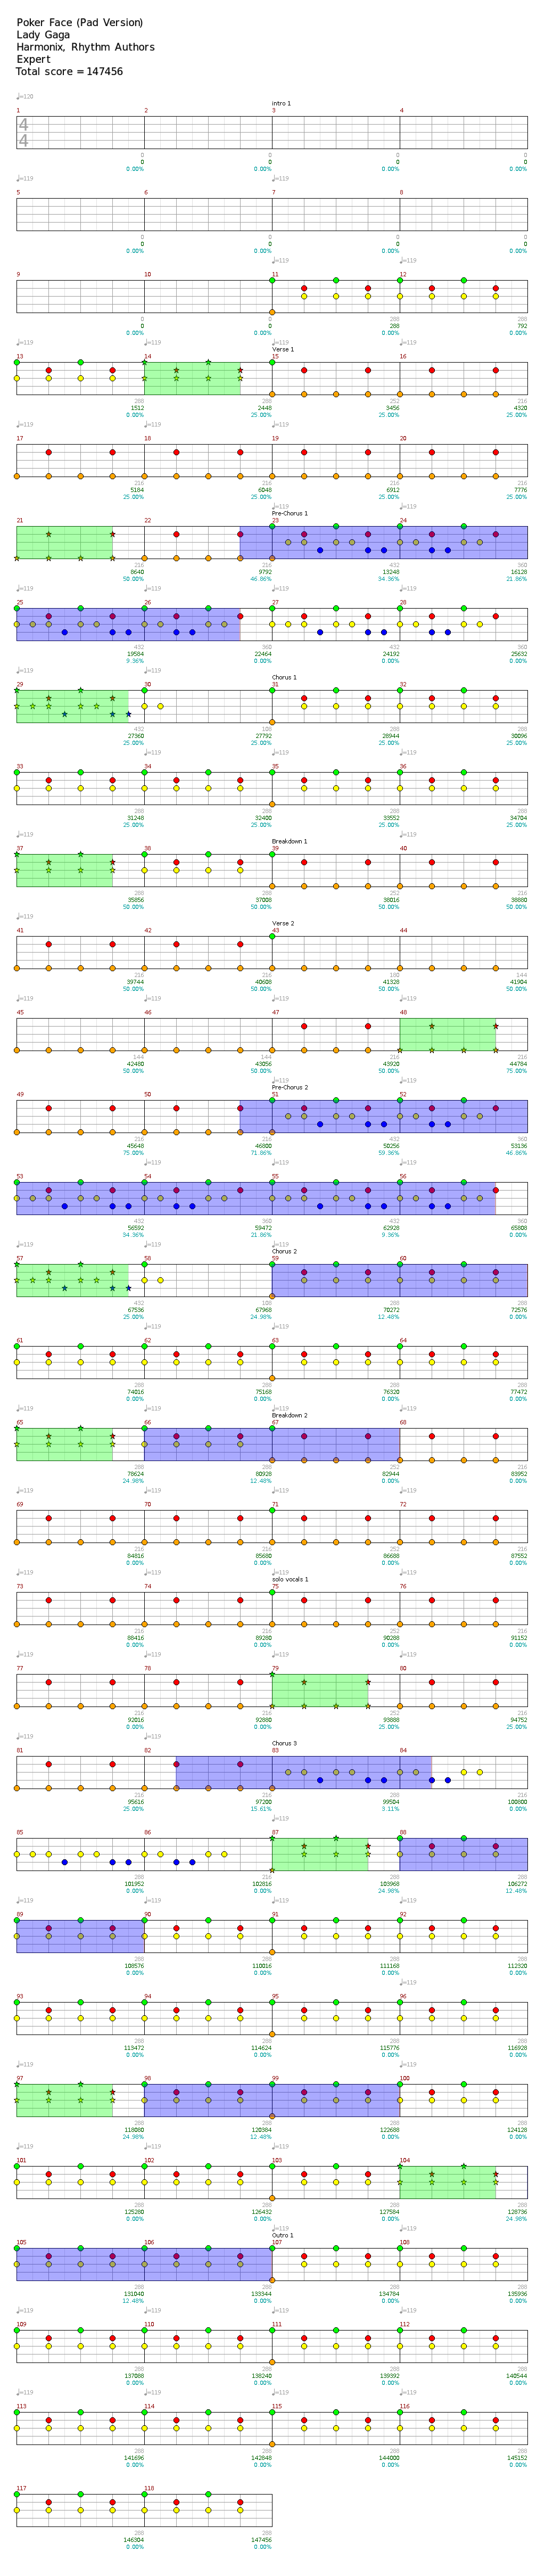 Poker Face (Pad Version)
Lady Gaga
Harmonix, Rhythm Authors
Expert
Total score = 147456
♩=120
intro 1
1 2 3 4
4
4
0 0 0 0
0 0 0 0
0.00% 0.00% 0.00% 0.00%
♩=119
5 6 7 8
0 0 0 0
0 0 0 0
0.00% 0.00% 0.00% 0.00%
♩=119 ♩=119
9 10 11 12
0 0 288 288
0 0 288 792
0.00% 0.00% 0.00% 0.00%
♩=119 ♩=119 ♩=119
Verse 1
13 14 15 16
288 288 252 216
1512 2448 3456 4320
0.00% 25.00% 25.00% 25.00%
17 18 19 20
216 216 216 216
5184 6048 6912 7776
25.00% 25.00% 25.00% 25.00%
Pre-Chorus 1
21 22 23 24
216 216 432 360
8640 9792 13248 16128
50.00% 46.86% 34.36% 21.86%
25 26 27 28
432 360 432 360
19584 22464 24192 25632
9.36% 0.00% 0.00% 0.00%
Chorus 1
29 30 31 32
432 108 288 288
27360 27792 28944 30096
25.00% 25.00% 25.00% 25.00%
33 34 35 36
288 288 288 288
31248 32400 33552 34704
25.00% 25.00% 25.00% 25.00%
Breakdown 1
37 38 39 40
288 288 252 216
35856 37008 38016 38880
50.00% 50.00% 50.00% 50.00%
Verse 2
41 42 43 44
216 216 180 144
39744 40608 41328 41904
50.00% 50.00% 50.00% 50.00%
45 46 47 48
144 144 216 216
42480 43056 43920 44784
50.00% 50.00% 50.00% 75.00%
Pre-Chorus 2
49 50 51 52
216 216 432 360
45648 46800 50256 53136
75.00% 71.86% 59.36% 46.86%
53 54 55 56
432 360 432 360
56592 59472 62928 65808
34.36% 21.86% 9.36% 0.00%
Chorus 2
57 58 59 60
432 108 288 288
67536 67968 70272 72576
25.00% 24.98% 12.48% 0.00%
61 62 63 64
288 288 288 288
74016 75168 76320 77472
0.00% 0.00% 0.00% 0.00%
Breakdown 2
65 66 67 68
288 288 252 216
78624 80928 82944 83952
24.98% 12.48% 0.00% 0.00%
69 70 71 72
216 216 252 216
84816 85680 86688 87552
0.00% 0.00% 0.00% 0.00%
solo vocals 1
73 74 75 76
216 216 252 216
88416 89280 90288 91152
0.00% 0.00% 0.00% 0.00%
77 78 79 80
216 216 252 216
92016 92880 93888 94752
0.00% 0.00% 25.00% 25.00%
Chorus 3
81 82 83 84
95616 97200 99504 100800
25.00% 15.61% 3.11% 0.00%
85 86 87 88
216 288 288
101952 102816 103968 106272
0.00% 0.00% 24.98% 12.48%
89 90 91 92
288 288 288 288
108576 110016 111168 112320
0.00% 0.00% 0.00% 0.00%
93 94 95 96
288 288 288 288
113472 114624 115776 116928
0.00% 0.00% 0.00% 0.00%
97 98 99 100
288 288 288 288
118080 120384 122688 124128
24.98% 12.48% 0.00% 0.00%
101 102 103 104
288 288 288 288
125280 126432 127584 128736
0.00% 0.00% 0.00% 24.98%
Outro 1
105 106 107 108
288 288 288 288
131040 133344 134784 135936
12.48% 0.00% 0.00% 0.00%
109 110 111 112
288 288 288 288
137088 138240 139392 140544
0.00% 0.00% 0.00% 0.00%
113 114 115 116
288 288 288 288
141696 142848 144000 145152
0.00% 0.00% 0.00% 0.00%
117 118
288 288
146304 147456
0.00% 0.00%